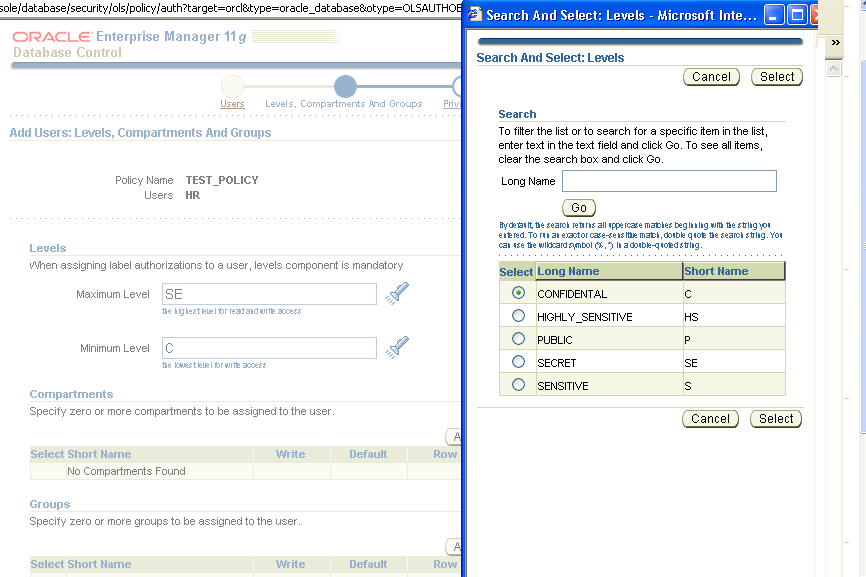 sole/database/security/ols/policy/auth?target=orcl&type=oracle_database&otype=OLSAUTHOE
ORACLE Enterprise Manager 11g
Database Control
Users
Levels, Compartments And Groups
Privi
Add Users: Levels, Compartments And Groups
Policy Name TEST_POLICY
Users HR
Levels
When assigning label authorizations to a user, levels component is mandatory
Maximum Level SE
the highest level for read and write access
Minimum Level C
the lowest level for write access
Compartments
Specify zero or more compartments to be assigned to the user.
A
Select Short Name Write Default Row
No Compartments Found
Groups
Specify zero or more groups to be assigned to the user.
A
Select Short Name Write Default Row
Search And Select: Levels - Microsoft Inte...
»
Search And Select: Levels
Cancel Select
Search
To filter the list or to search for a specific item in the list,
enter text in the text field and click Go. To see all items,
clear the search box and click Go.
Long Name
Go
By default, the search returns all uppercase matches beginning with the string you
entered. To run an exact or case-sensitive match, double quote the search string. You
can use the wildcard symbol (%, *) in a double-quoted string.
Select Long Name Short Name
CONFIDENTAL C
HIGHLY_SENSITIVE HS
PUBLIC P
SECRET SE
SENSITIVE S
Cancel Select